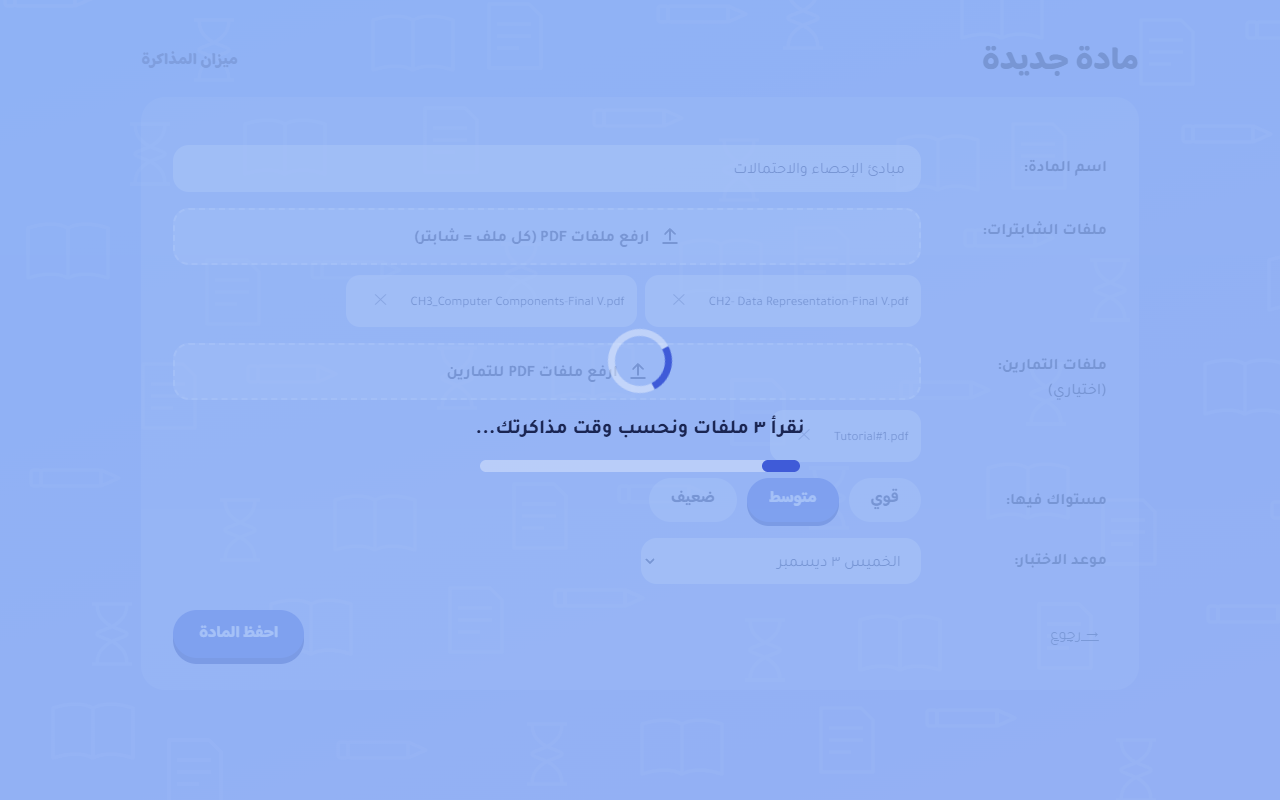 مادة جديدة
ميزان المذاكرة
اسم المادة:
مبادئ الإحصاء والاحتمالات
ملفات الشابترات:
ارفع ملفات PDF (كل ملف = شابتر)
CH2- Data Representation-Final V.pdf
CH3_Computer Components-Final V.pdf
ملفات التمارين:
(اختياري)
ارفع ملفات PDF للتمارين
Tutorial#1.pdf
نقرأ ٣ ملفات ونحسب وقت مذاكرتك...
مستواك فيها:
قوي
متوسط
ضعيف
موعد الاختبار:
الخميس ٣ ديسمبر
→ رجوع
احفظ المادة